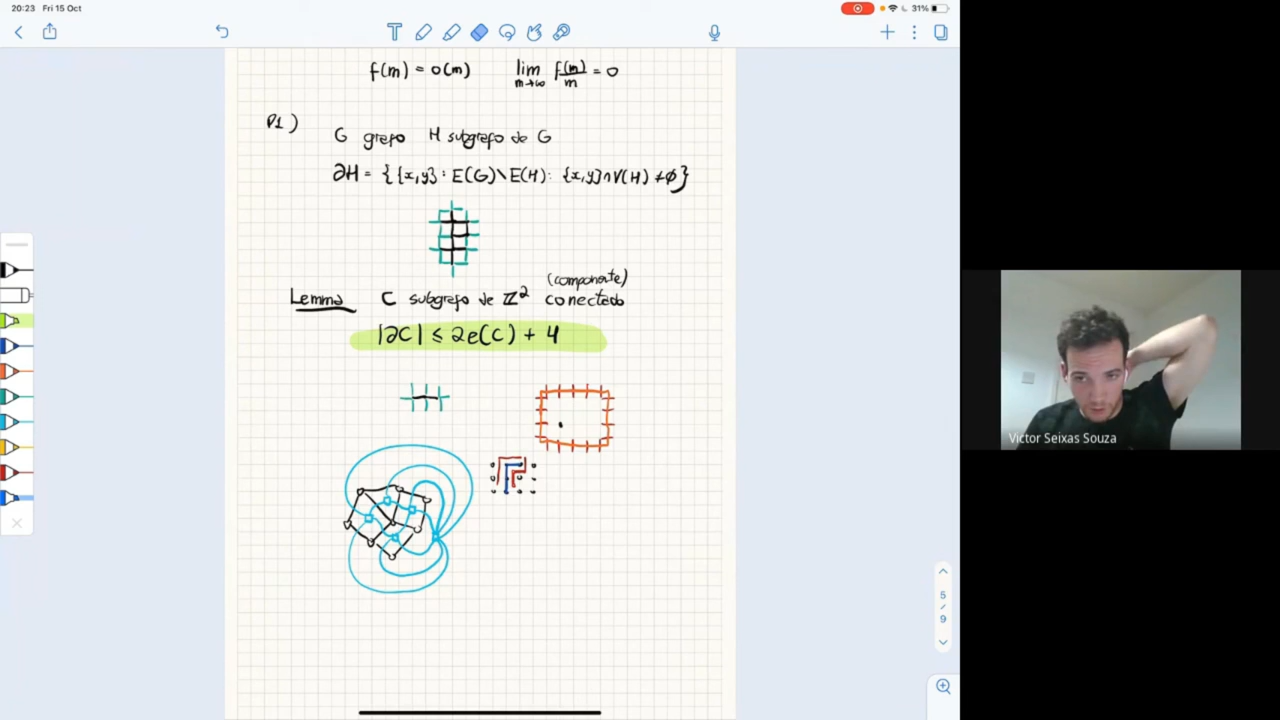 20:23 Fri 15 Oct
31%
f(m) = o(m) lim m→∞ f(m)/m = 0
P1)
G grafo H subgrafo de G
∂H = { {x,y} : E(G) \ E(H) : {x,y} ∩ V(H) ≠ ∅ }
(componente)
Lemma C subgrafo de ℤ² conectado
|∂C| ≤ 2e(C) + 4
Victor Seixas Souza
5
/
9